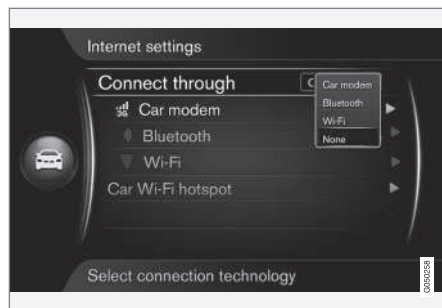 Internet settings
Connect through
Car modem
Bluetooth
Wi-Fi
None
3G Car modem
Bluetooth
Wi-Fi
Car Wi-Fi hotspot
Select connection technology
G050258